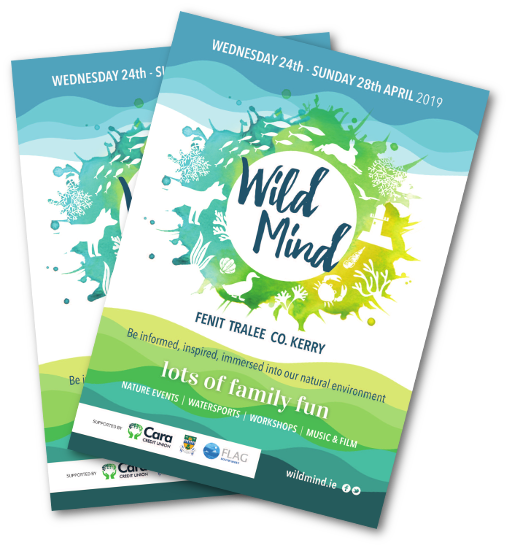 WEDNESDAY 24th - SUNDAY 28th APRIL 2019
Wild
Mind
FENIT TRALEE CO. KERRY
Be informed, inspired, immersed into our natural environment
lots of family fun
NATURE EVENTS | WATERSPORTS | WORKSHOPS | MUSIC & FILM
SUPPORTED BY
Cara
CREDIT UNION
FLAG
wildmind.ie
WEDNESDAY 24th - SU
Be i
SUPPORTED BY
Cara
CREDIT UNION